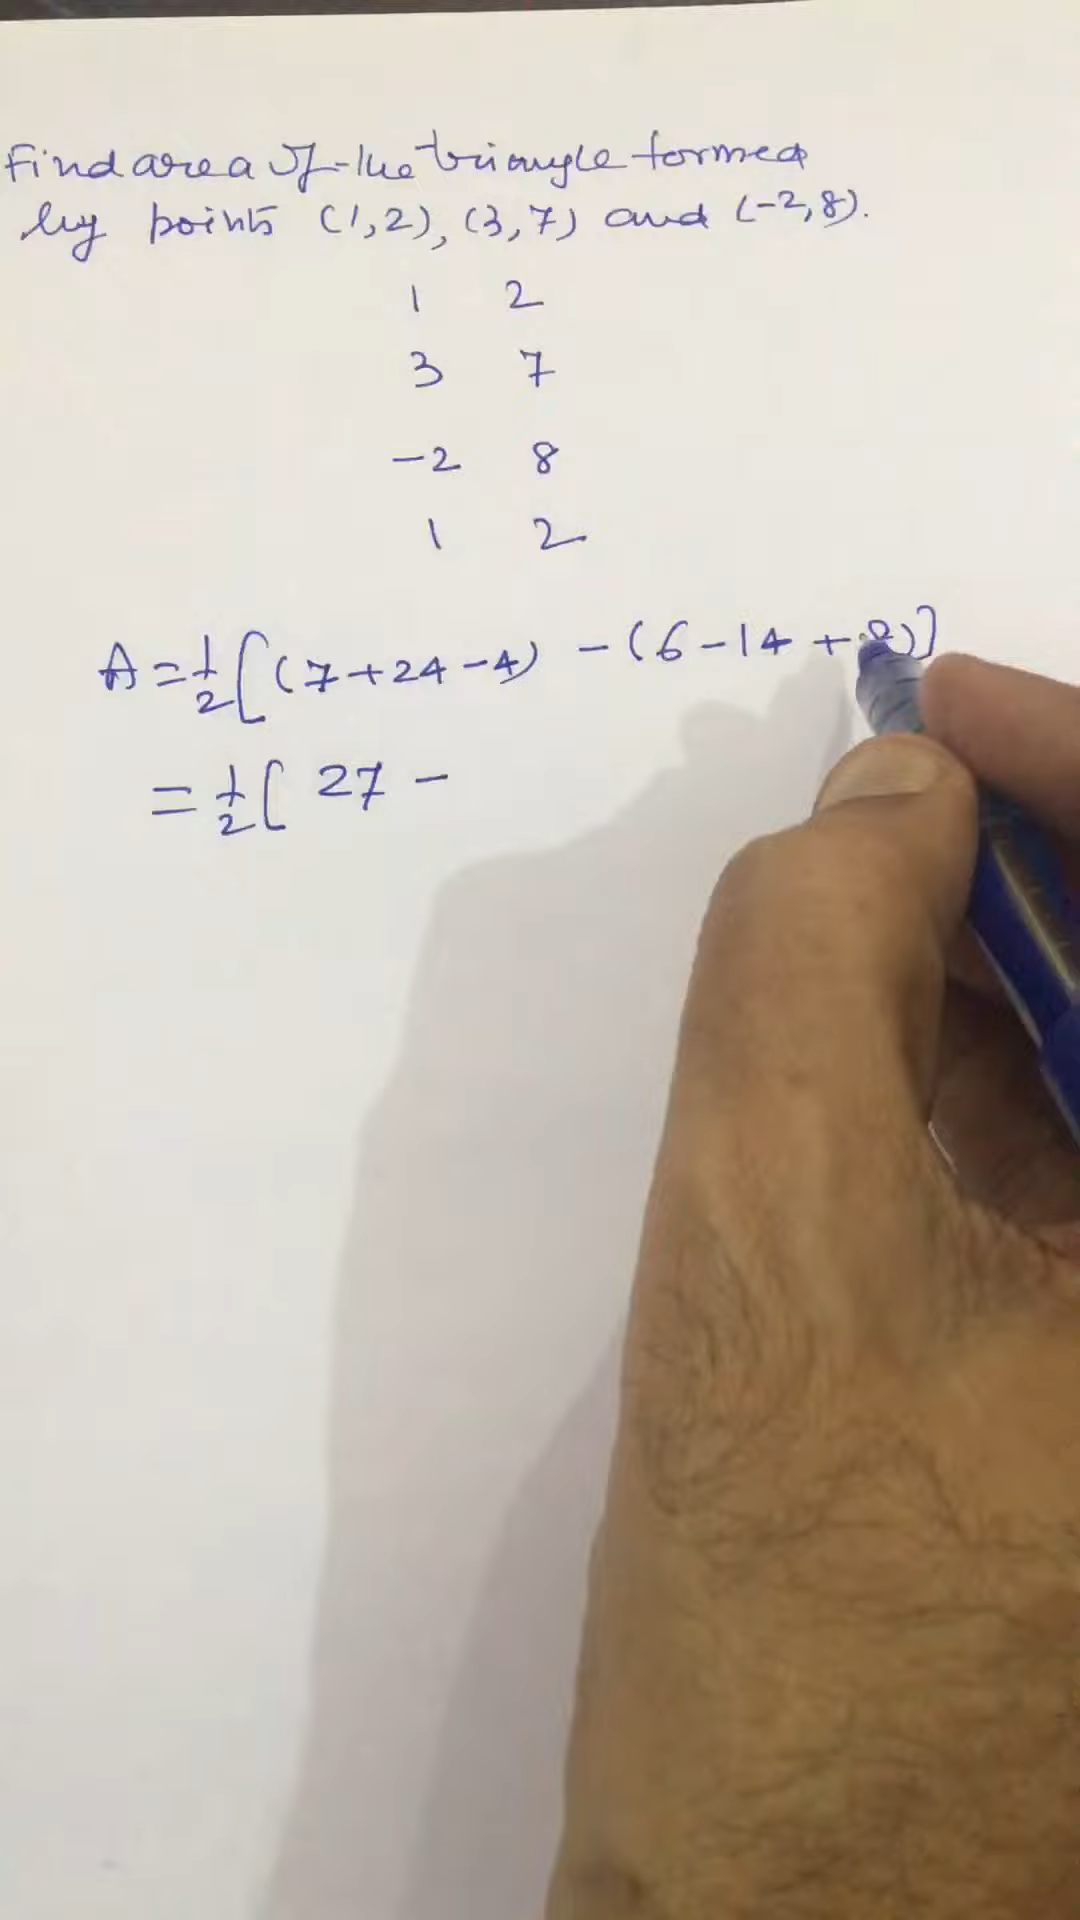 Find area of the triangle formed
by points (1,2), (3,7) and (-2,8).
1 2
3 7
-2 8
1 2
A = 1/2 [(7+24-4) - (6-14+8)]
= 1/2 [ 27 -